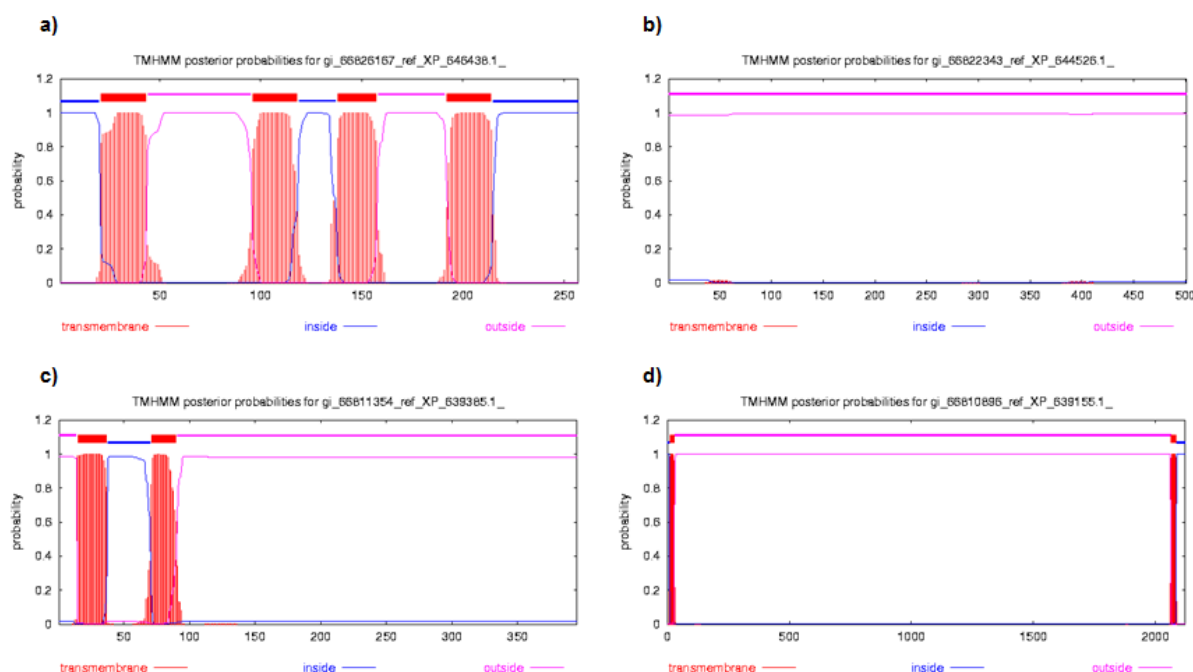 a)
TMHMM posterior probabilities for gi_66826167_ref_XP_646438.1_
1.2
1
0.8
0.6
0.4
0.2
0
probability
50 100 150 200 250
transmembrane inside outside
b)
TMHMM posterior probabilities for gi_66822343_ref_XP_644526.1_
1.2
1
0.8
0.6
0.4
0.2
0
probability
50 100 150 200 250 300 350 400 450 500
transmembrane inside outside
c)
TMHMM posterior probabilities for gi_66811354_ref_XP_639385.1_
1.2
1
0.8
0.6
0.4
0.2
0
probability
50 100 150 200 250 300 350
transmembrane inside outside
d)
TMHMM posterior probabilities for gi_66810896_ref_XP_639155.1_
1.2
1
0.8
0.6
0.4
0.2
0
probability
0 500 1000 1500 2000
transmembrane inside outside